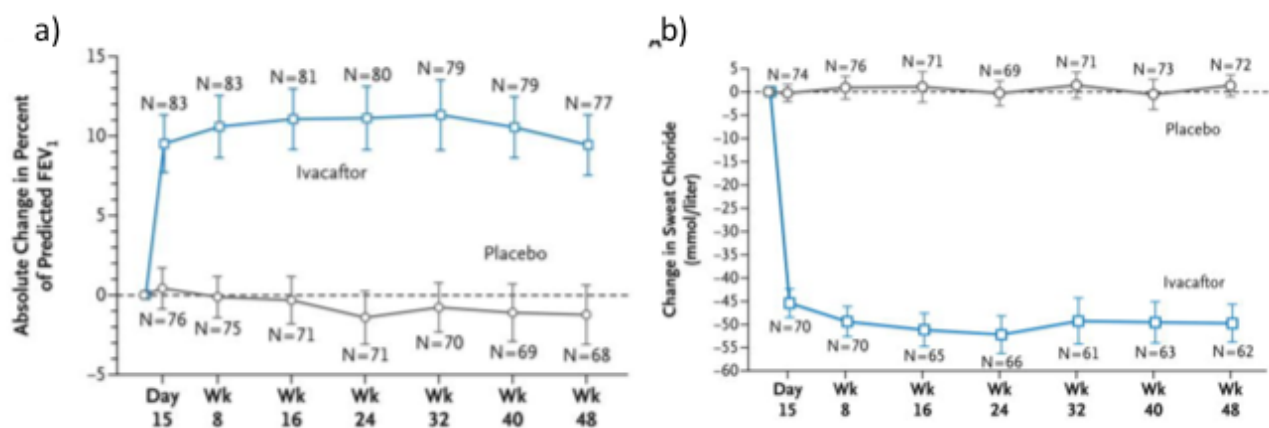 a)
Absolute Change in Percent
of Predicted FEV1
15
10
5
0
−5
N=83
N=83
N=81
N=80
N=79
N=79
N=77
Ivacaftor
Placebo
N=76
N=75
N=71
N=71
N=70
N=69
N=68
Day
15
Wk
8
Wk
16
Wk
24
Wk
32
Wk
40
Wk
48
b)
Change in Sweat Chloride
(mmol/liter)
5
0
−5
−10
−15
−20
−25
−30
−35
−40
−45
−50
−55
−60
N=74
N=76
N=71
N=69
N=71
N=73
N=72
Placebo
Ivacaftor
N=70
N=70
N=65
N=66
N=61
N=63
N=62
Day
15
Wk
8
Wk
16
Wk
24
Wk
32
Wk
40
Wk
48